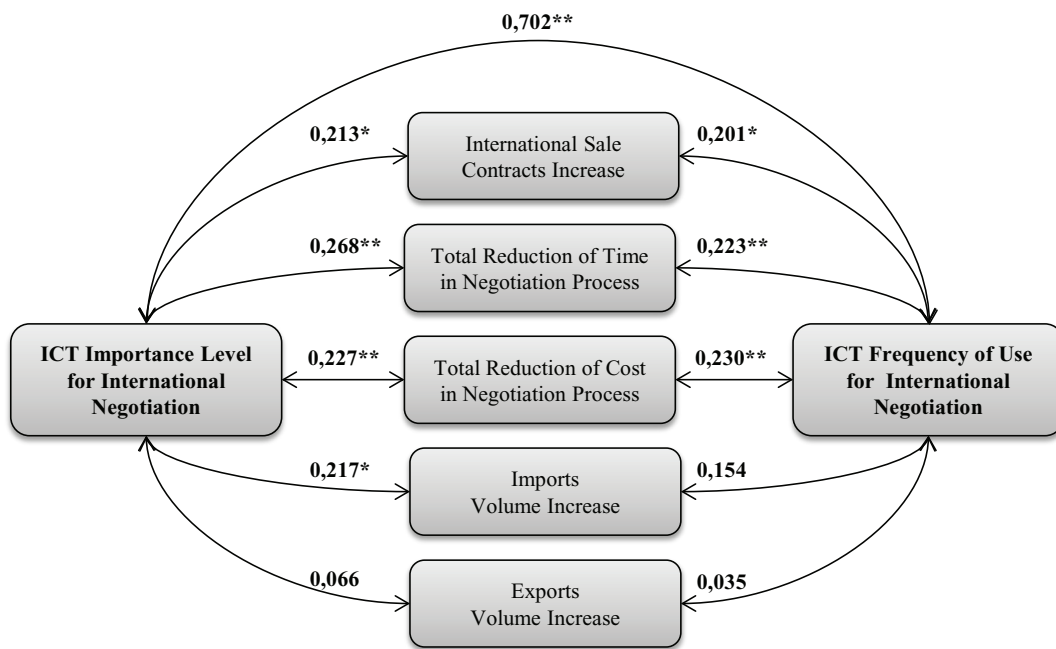 0,702**
0,213*
International Sale
Contracts Increase
0,201*
0,268**
Total Reduction of Time
in Negotiation Process
0,223**
ICT Importance Level
for International
Negotiation
0,227**
Total Reduction of Cost
in Negotiation Process
0,230**
ICT Frequency of Use
for International
Negotiation
0,217*
Imports
Volume Increase
0,154
0,066
Exports
Volume Increase
0,035